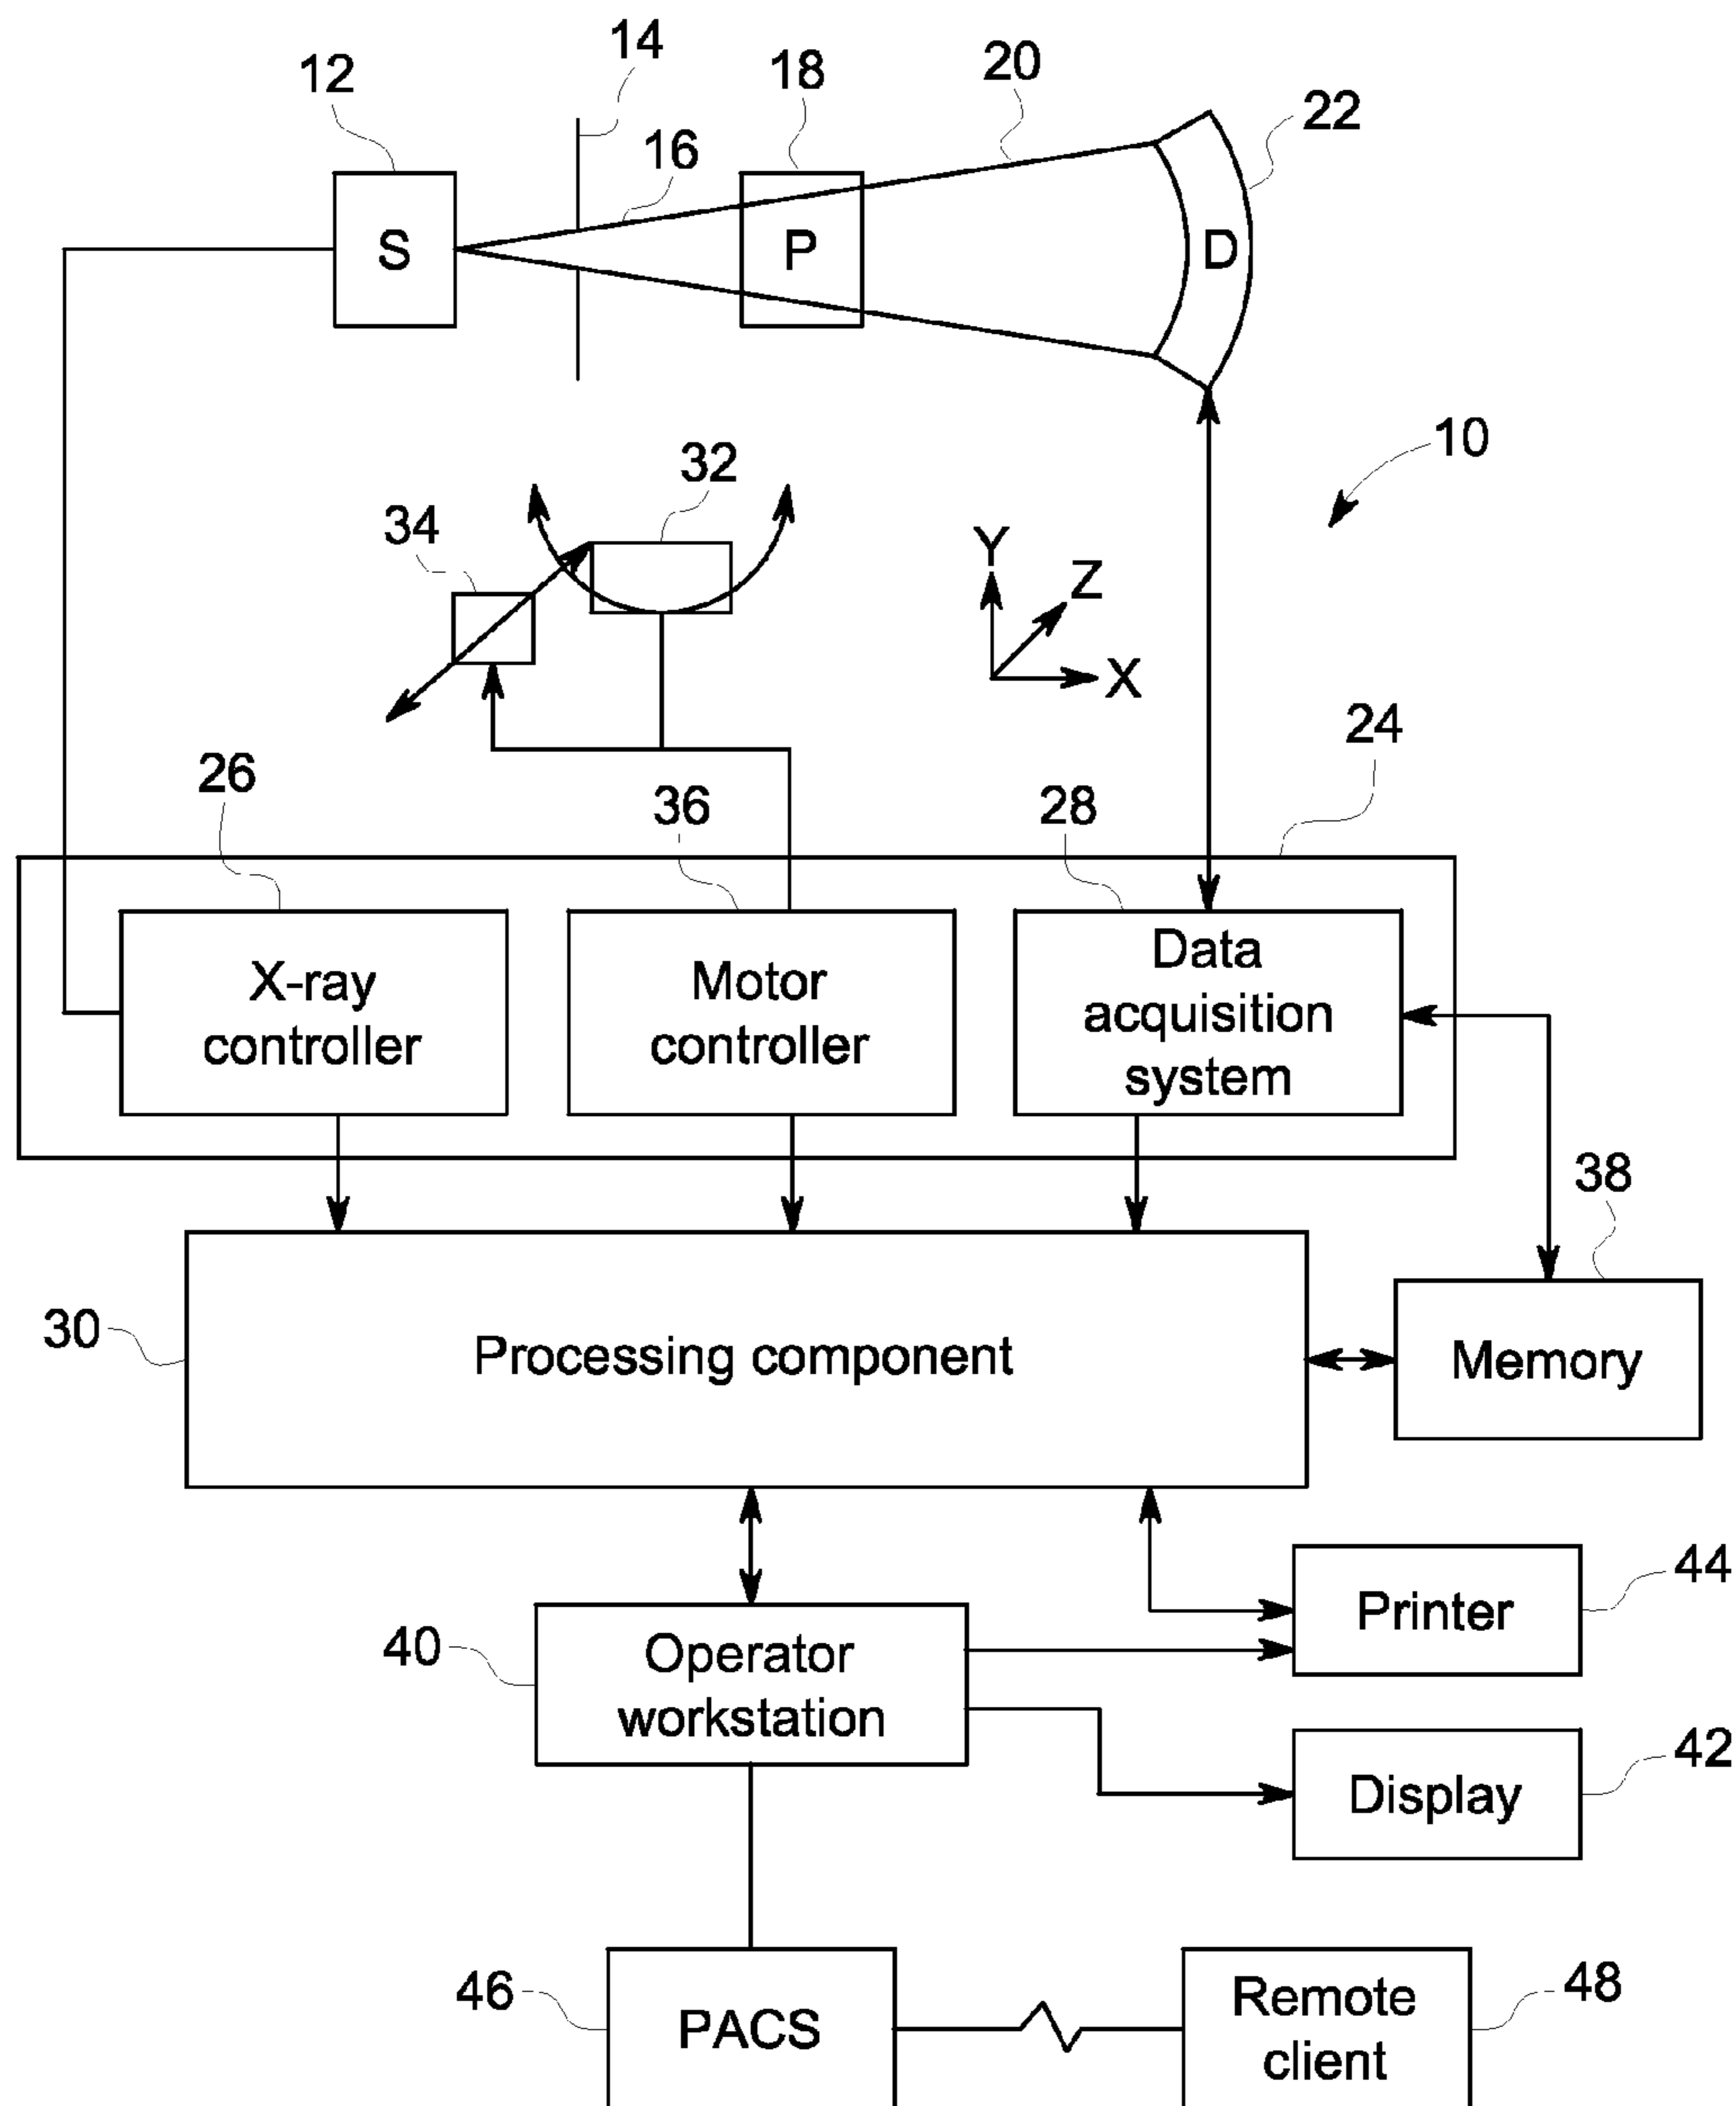 14
12
18
20
22
16
S
P
D
10
32
34
Y
Z
X
24
26
36
28
X-ray
controller
Motor
controller
Data
acquisition
system
38
30
Processing component
Memory
44
Printer
40
Operator
workstation
42
Display
46
PACS
Remote
client
48